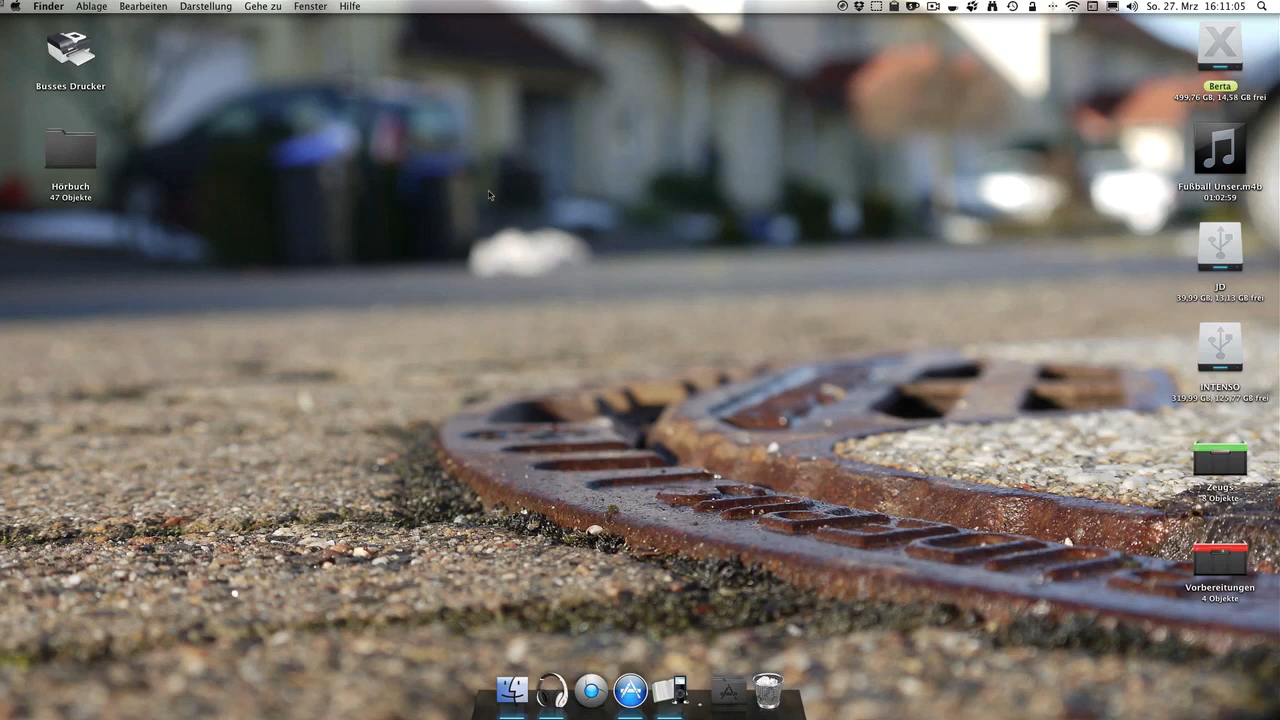 Finder Ablage Bearbeiten Darstellung Gehe zu Fenster Hilfe
So. 27. Mrz 16:11:05
Busses Drucker
Hörbuch
47 Objekte
Berta
499,76 GB, 14,58 GB frei
Fußball Unser.m4b
01:02:59
JD
39,99 GB, 13,13 GB frei
INTENSO
319,99 GB, 125,77 GB frei
Zeugs
8 Objekte
Vorbereitungen
4 Objekte